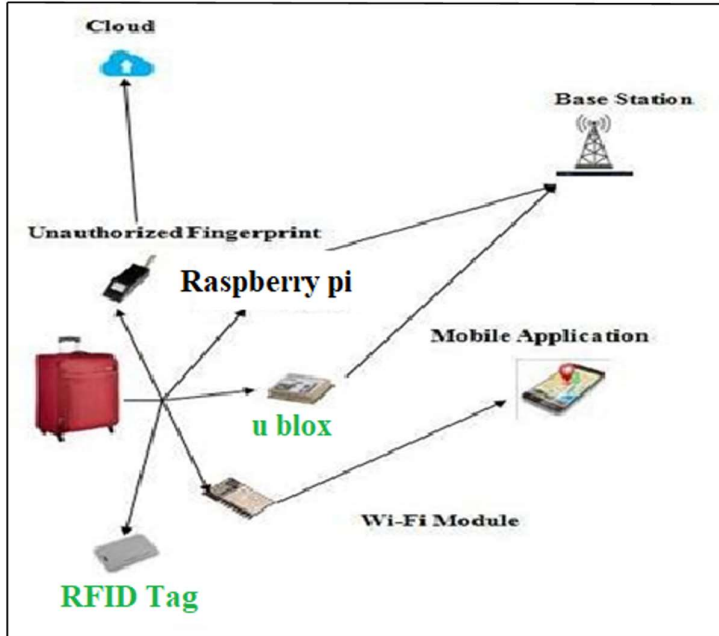 Cloud
Base Station
Unauthorized Fingerprint
Raspberry pi
Mobile Application
u blox
Wi-Fi Module
RFID Tag